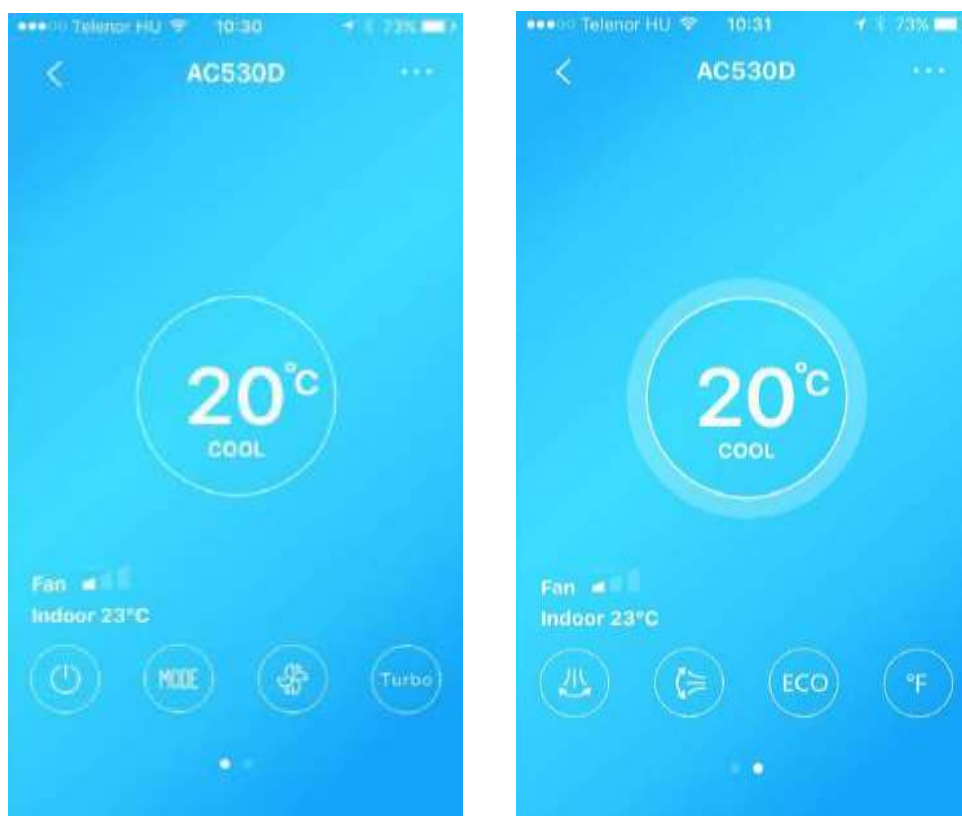 Telenor HU 10:30 73%
AC530D
20°C
COOL
Fan
Indoor 23°C
MODE
Turbo
Telenor HU 10:31 73%
AC530D
20°C
COOL
Fan
Indoor 23°C
ECO
°F